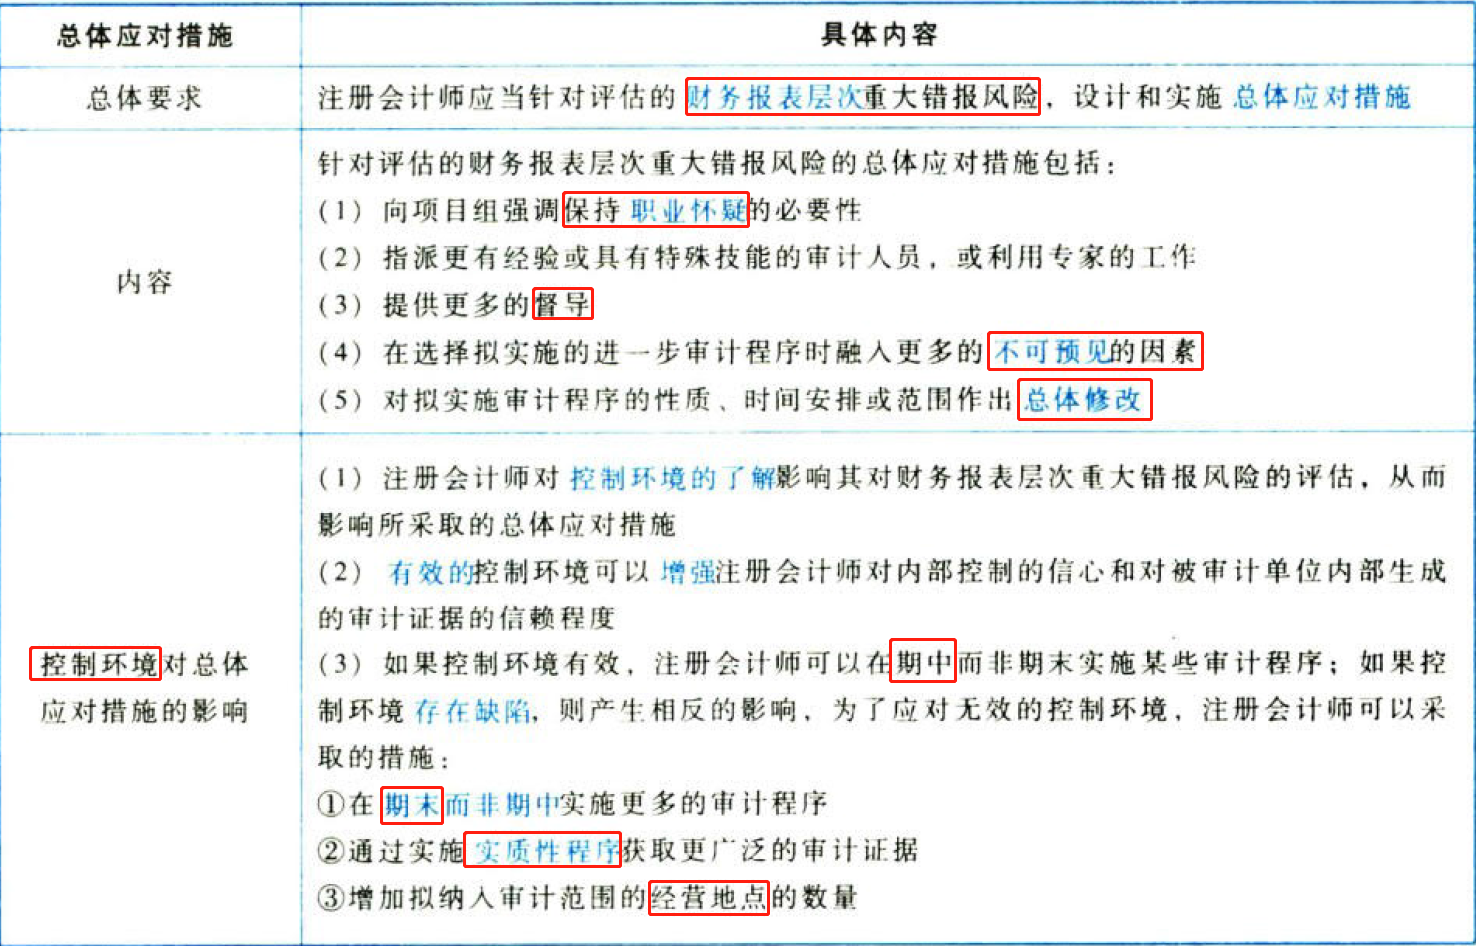 总体应对措施
具体内容
总体要求
注册会计师应当针对评估的 财务报表层次重大错报风险，设计和实施 总体应对措施
内容
针对评估的财务报表层次重大错报风险的总体应对措施包括：
（1）向项目组强调保持 职业怀疑的必要性
（2）指派更有经验或具有特殊技能的审计人员，或利用专家的工作
（3）提供更多的督导
（4）在选择拟实施的进一步审计程序时融入更多的 不可预见的因素
（5）对拟实施审计程序的性质、时间安排或范围作出 总体修改
控制环境对总体
应对措施的影响
（1）注册会计师对 控制环境的了解影响其对财务报表层次重大错报风险的评估，从而
影响所采取的总体应对措施
（2）有效的控制环境可以 增强注册会计师对内部控制的信心和对被审计单位内部生成
的审计证据的信赖程度
（3）如果控制环境有效，注册会计师可以在期中而非期末实施某些审计程序；如果控
制环境 存在缺陷，则产生相反的影响，为了应对无效的控制环境，注册会计师可以采
取的措施：
①在 期末而非期中实施更多的审计程序
②通过实施 实质性程序获取更广泛的审计证据
③增加拟纳入审计范围的经营地点的数量